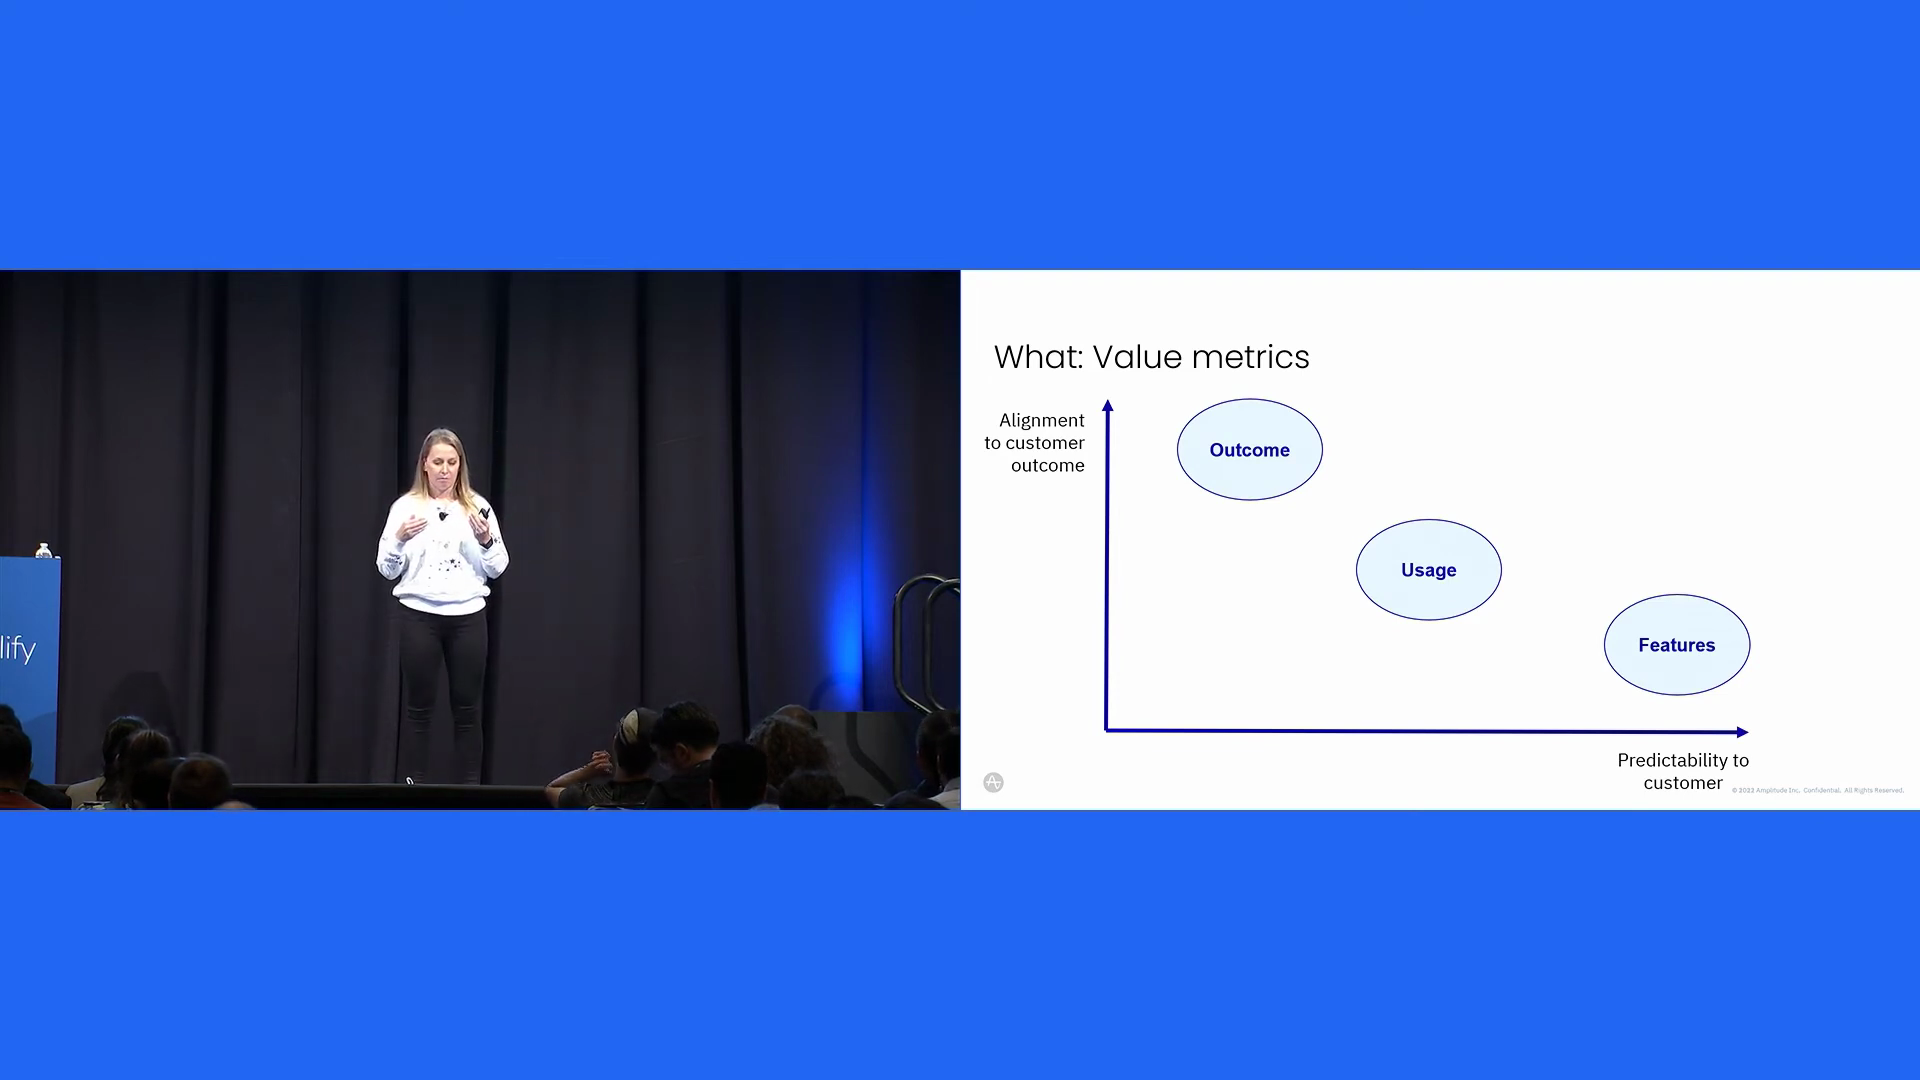 lify
What: Value metrics
Alignment
to customer
outcome
Outcome
Usage
Features
Predictability to
customer
© 2022 Amplitude Inc. Confidential. All Rights Reserved.